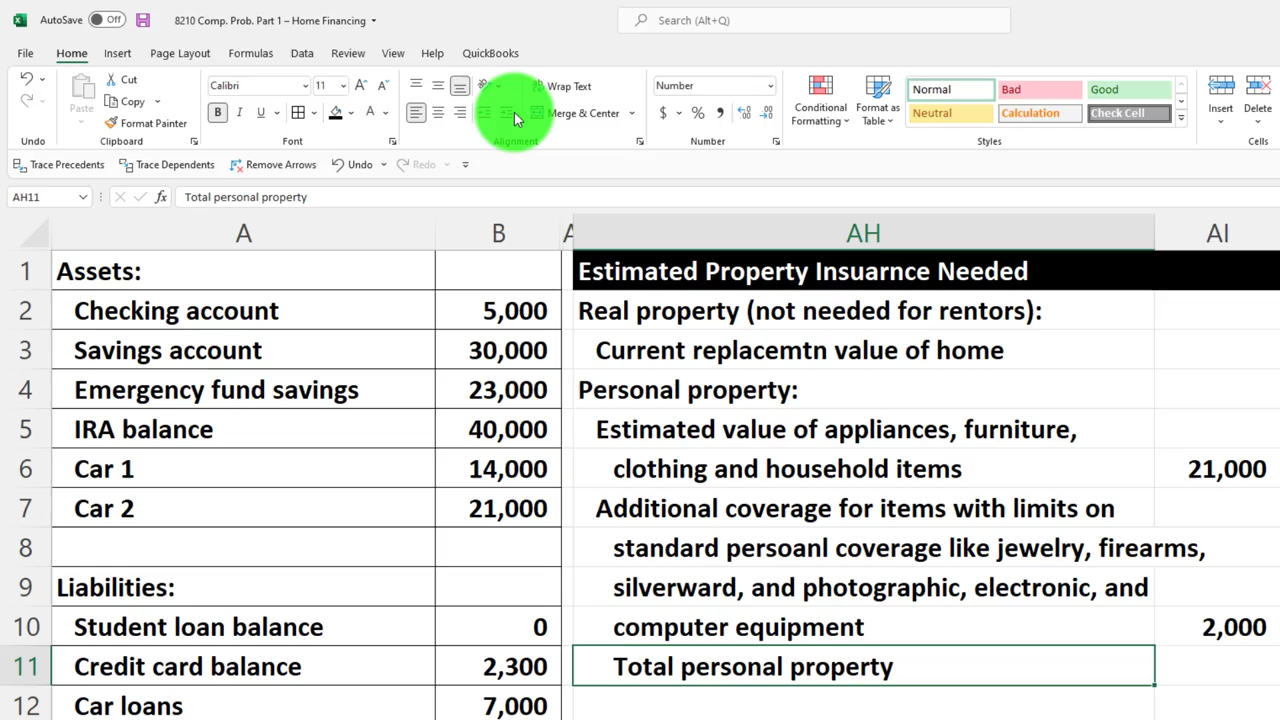 AutoSave Off 8210 Comp. Prob. Part 1 – Home Financing Search (Alt+Q)
File Home Insert Page Layout Formulas Data Review View Help QuickBooks
Cut Calibri 11 Wrap Text Number Normal Bad Good
Paste Copy B I U A Merge & Center $ % Conditional Formatting Format as Table Neutral Calculation Check Cell Insert Delete
Format Painter
Undo Clipboard Font Alignment Number Styles Cells
Trace Precedents Trace Dependents Remove Arrows Undo Redo
AH11 fx Total personal property
A B A AH AI
1 Assets: Estimated Property Insuarnce Needed
2 Checking account 5,000 Real property (not needed for rentors):
3 Savings account 30,000 Current replacemtn value of home
4 Emergency fund savings 23,000 Personal property:
5 IRA balance 40,000 Estimated value of appliances, furniture,
6 Car 1 14,000 clothing and household items 21,000
7 Car 2 21,000 Additional coverage for items with limits on
8 standard persoanl coverage like jewelry, firearms,
9 Liabilities: silverward, and photographic, electronic, and
10 Student loan balance 0 computer equipment 2,000
11 Credit card balance 2,300 Total personal property
12 Car loans 7,000